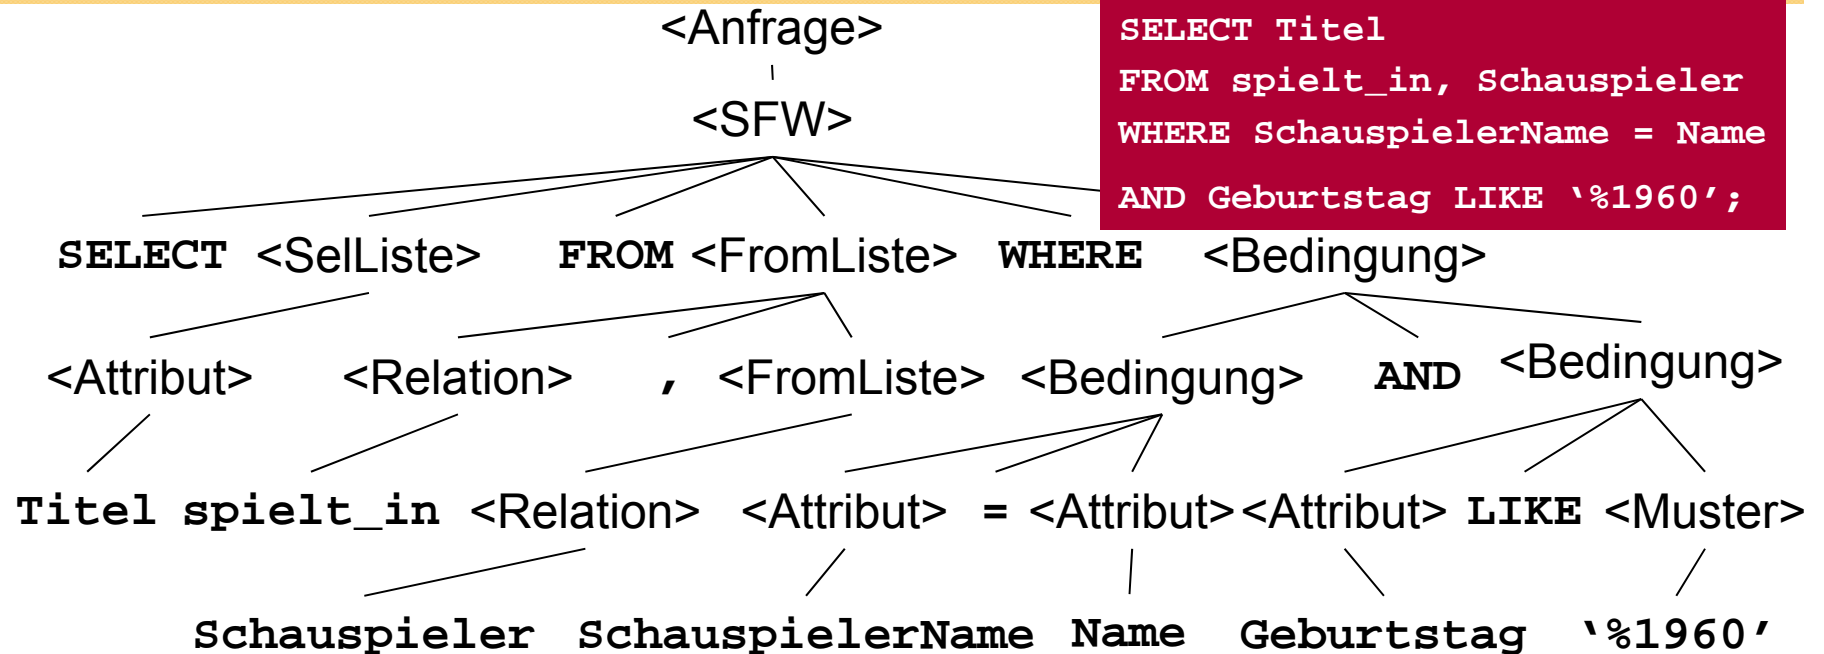 <Anfrage>
SELECT Titel
FROM spielt_in, Schauspieler
WHERE SchauspielerName = Name
AND Geburtstag LIKE ‘%1960’;
<SFW>
SELECT <SelListe> FROM <FromListe> WHERE <Bedingung>
<Attribut> <Relation> , <FromListe> <Bedingung> AND <Bedingung>
Titel spielt_in <Relation> <Attribut> = <Attribut> <Attribut> LIKE <Muster>
Schauspieler SchauspielerName Name Geburtstag ‘%1960’